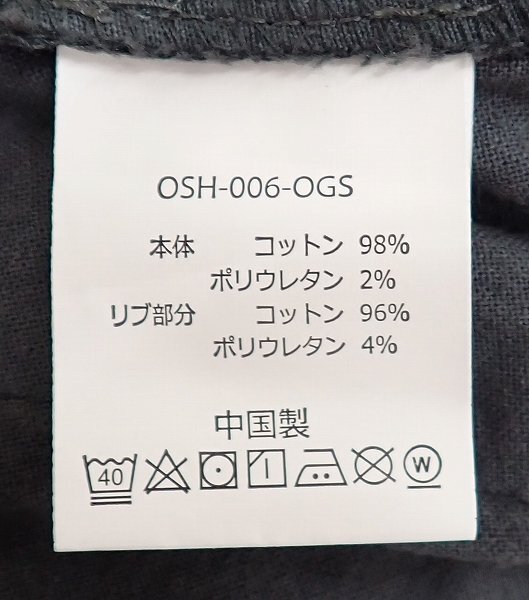 OSH-006-OGS
本体 コットン 98%
ポリウレタン 2%
リブ部分 コットン 96%
ポリウレタン 4%
中国製
40 W